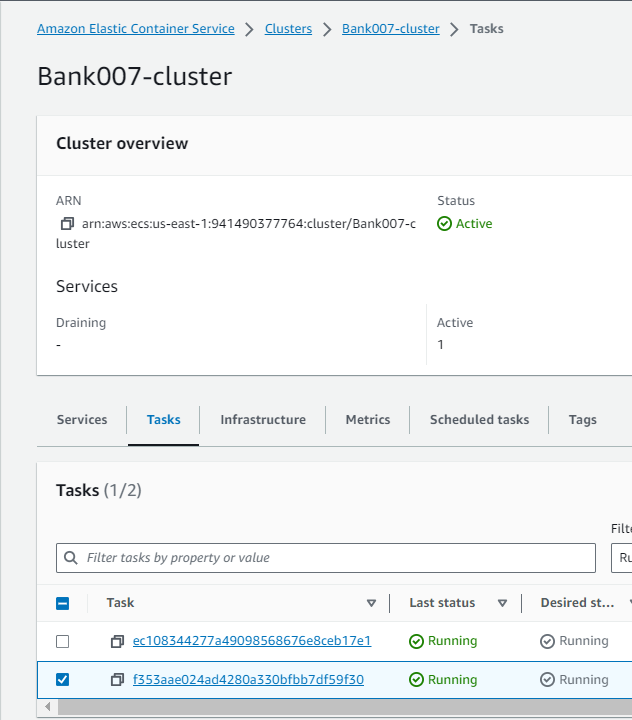 Amazon Elastic Container Service > Clusters > Bank007-cluster > Tasks
Bank007-cluster
Cluster overview
ARN
arn:aws:ecs:us-east-1:941490377764:cluster/Bank007-c
luster
Status
Active
Services
Draining
-
Active
1
Services Tasks Infrastructure Metrics Scheduled tasks Tags
Tasks (1/2)
Filte
Filter tasks by property or value
Ru
Task Last status Desired st...
ec108344277a49098568676e8ceb17e1 Running Running
f353aae024ad4280a330bfbb7df59f30 Running Running